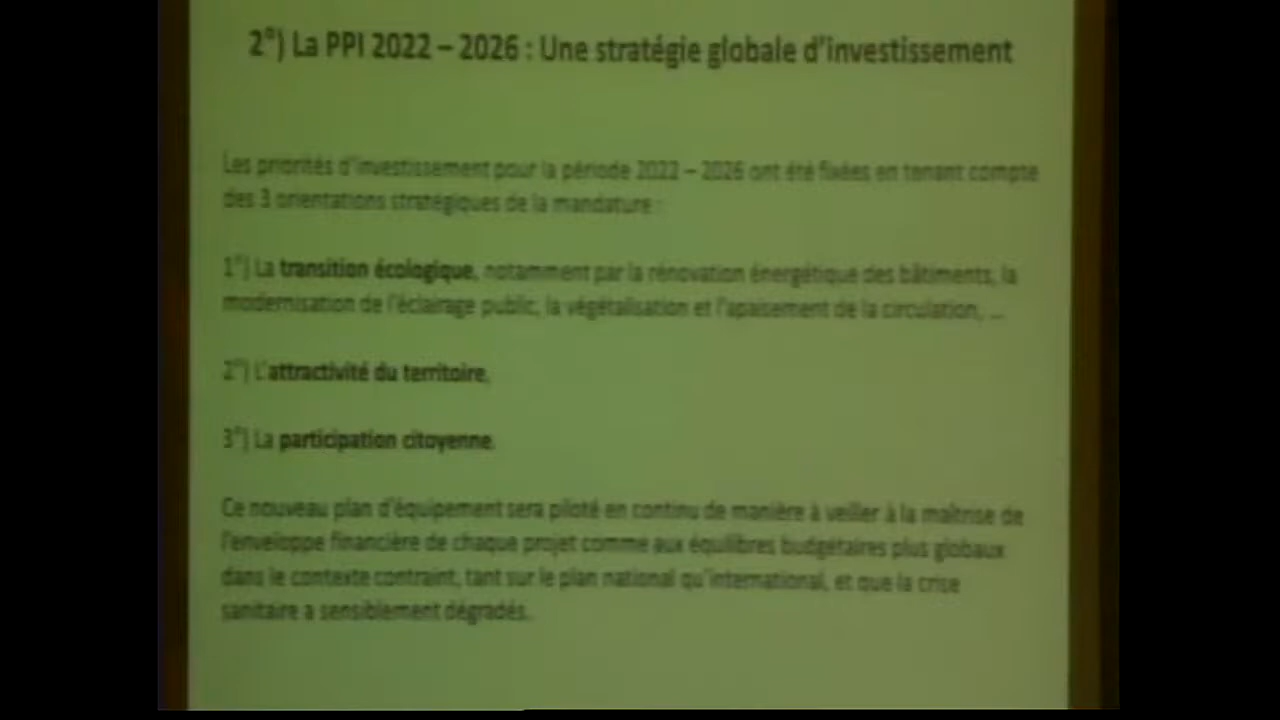 2°) La PPI 2022 – 2026 : Une stratégie globale d'investissement
Les priorités d'investissement pour la période 2022 – 2026 ont été fixées en tenant compte
des 3 orientations stratégiques de la mandature :
1°) La transition écologique, notamment par la rénovation énergétique des bâtiments, la
modernisation de l'éclairage public, la végétalisation et l'apaisement de la circulation, ...
2°) L'attractivité du territoire,
3°) La participation citoyenne.
Ce nouveau plan d'équipement sera piloté en continu de manière à veiller à la maîtrise de
l'enveloppe financière de chaque projet comme aux équilibres budgétaires plus globaux
dans le contexte contraint, tant sur le plan national qu'international, et que la crise
sanitaire a sensiblement dégradés.